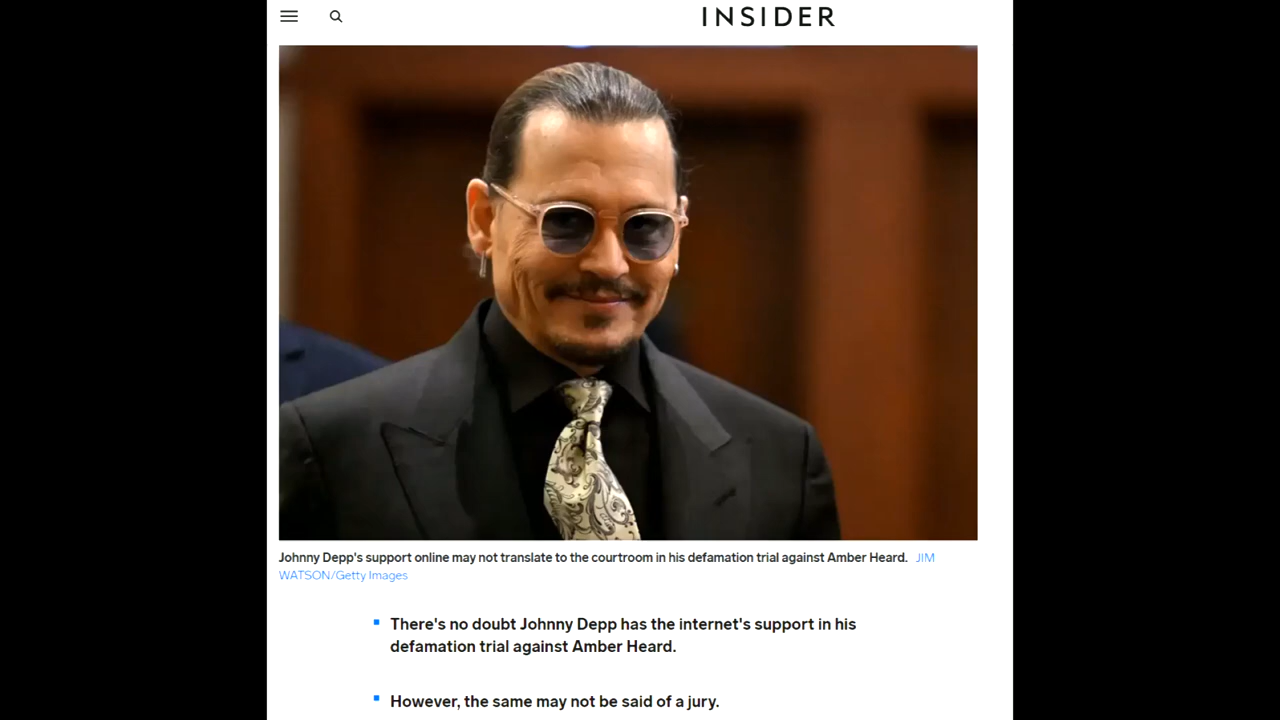 INSIDER
Johnny Depp's support online may not translate to the courtroom in his defamation trial against Amber Heard. JIM
WATSON/Getty Images
There's no doubt Johnny Depp has the internet's support in his
defamation trial against Amber Heard.
However, the same may not be said of a jury.